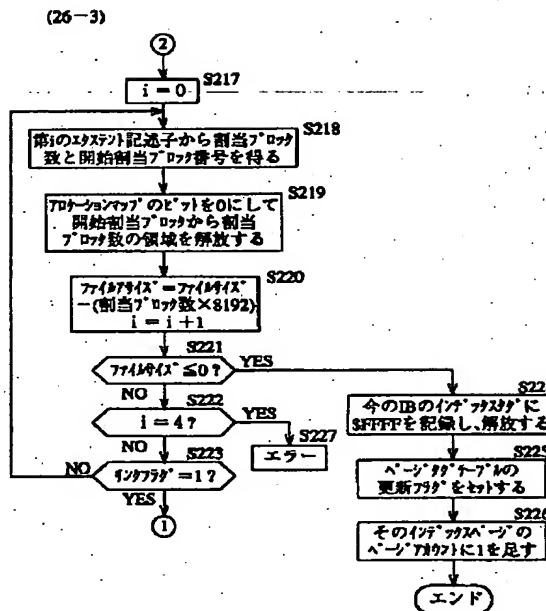 (26-3)
②
S217
i = 0
S218
第iのエクステント記述子から割当ブロック
数と開始割当ブロック番号を得る
S219
アロケーションマップのビットを0にして
開始割当ブロックから割当
ブロック数の領域を解放する
S220
ファイルアサイズ=ファイルサイズ
-(割当ブロック数×8192)
i = i+1
S221
ファイルサイズ≦0?
YES
NO
S222
i = 4?
YES
NO
S227
エラー
S223
リンクフラグ=1?
NO
YES
①
S22
今のIBのインデックスタグに
$FFFFを記録し、解放する
S225
ページタグテーブルの
更新フラグをセットする
S226
そのインデックスページの
ページアカウントに1を足す
エンド